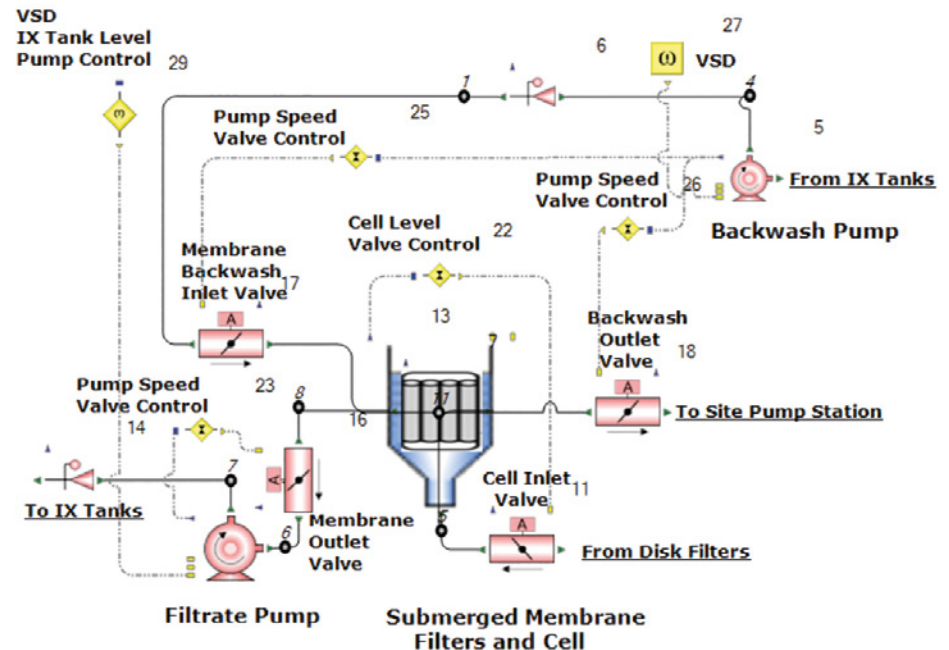 VSD
IX Tank Level
Pump Control
29
1
6
27
ω
VSD
4
3
Pump Speed
Valve Control
25
5
From IX Tanks
Pump Speed
Valve Control
26
Backwash Pump
Cell Level
Valve Control
22
Membrane
Backwash
Inlet Valve
17
A
13
7
Backwash
Outlet
Valve
18
A
Pump Speed
Valve Control
23
14
8
16
11
To Site Pump Station
7
A
To IX Tanks
Cell Inlet
Valve
11
A
5
6
Membrane
Outlet
Valve
From Disk Filters
Filtrate Pump
Submerged Membrane
Filters and Cell